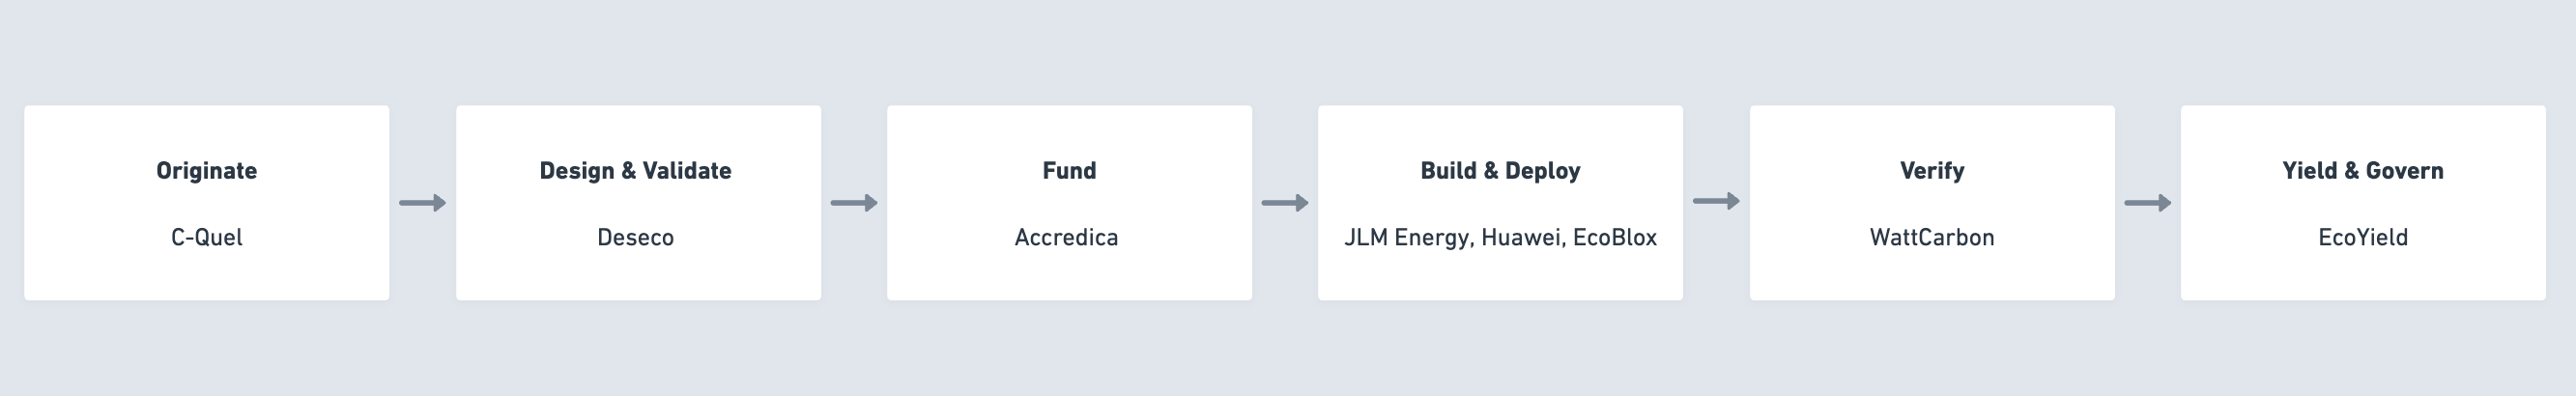 Originate
C-Quel
Design & Validate
Deseco
Fund
Accredica
Build & Deploy
JLM Energy, Huawei, EcoBlox
Verify
WattCarbon
Yield & Govern
EcoYield